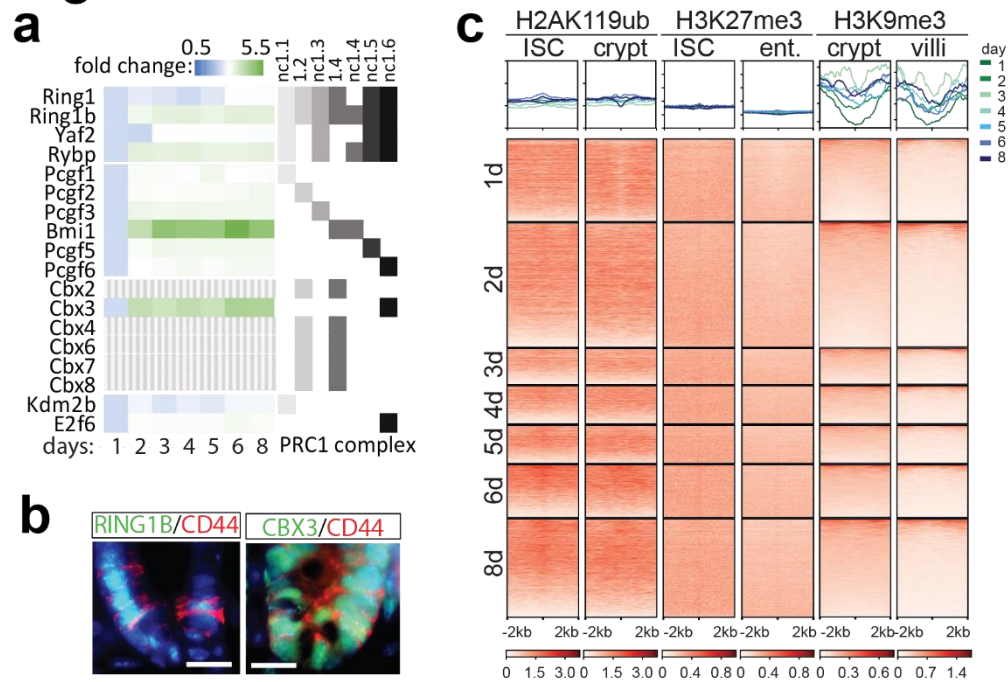 a
fold change:
0.5 5.5
nc1.1
1.2
nc1.3
1.4
nc1.4
nc1.5
nc1.6
Ring1
Ring1b
Yaf2
Rybp
Pcgf1
Pcgf2
Pcgf3
Bmi1
Pcgf5
Pcgf6
Cbx2
Cbx3
Cbx4
Cbx6
Cbx7
Cbx8
Kdm2b
E2f6
days: 1 2 3 4 5 6 8 PRC1 complex
b
RING1B/CD44 CBX3/CD44
c
H2AK119ub H3K27me3 H3K9me3
ISC crypt ISC ent. crypt villi
day
1
2
3
4
5
6
8
1d
2d
3d
4d
5d
6d
8d
-2kb 2kb -2kb 2kb -2kb 2kb -2kb 2kb -2kb 2kb -2kb 2kb
0 1.5 3.0 0 1.5 3.0 0 0.4 0.8 0 0.4 0.8 0 0.3 0.6 0 0.7 1.4